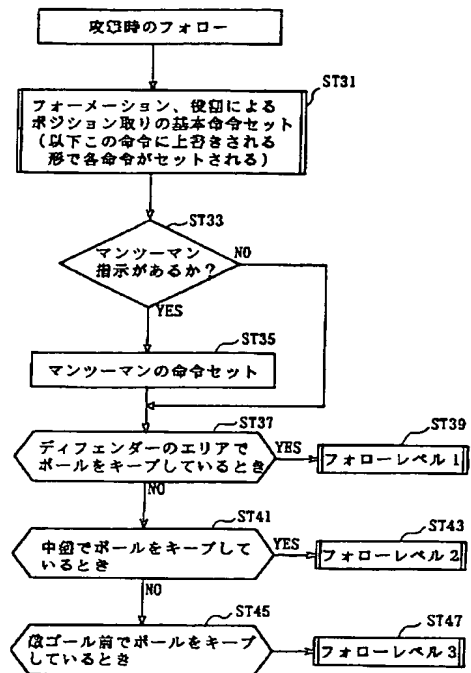 攻撃時のフォロー
ST31
フォーメーション、役割による
ポジション取りの基本命令セット
(以下この命令に上書きされる
形で各命令がセットされる)
ST33
マンツーマン
指示があるか?
NO
YES
ST35
マンツーマンの命令セット
ST37
ディフェンダーのエリアで
ボールをキープしているとき
YES
ST39
フォローレベル1
NO
ST41
中盤でボールをキープして
いるとき
YES
ST43
フォローレベル2
NO
ST45
敵ゴール前でボールをキープ
しているとき
ST47
フォローレベル3